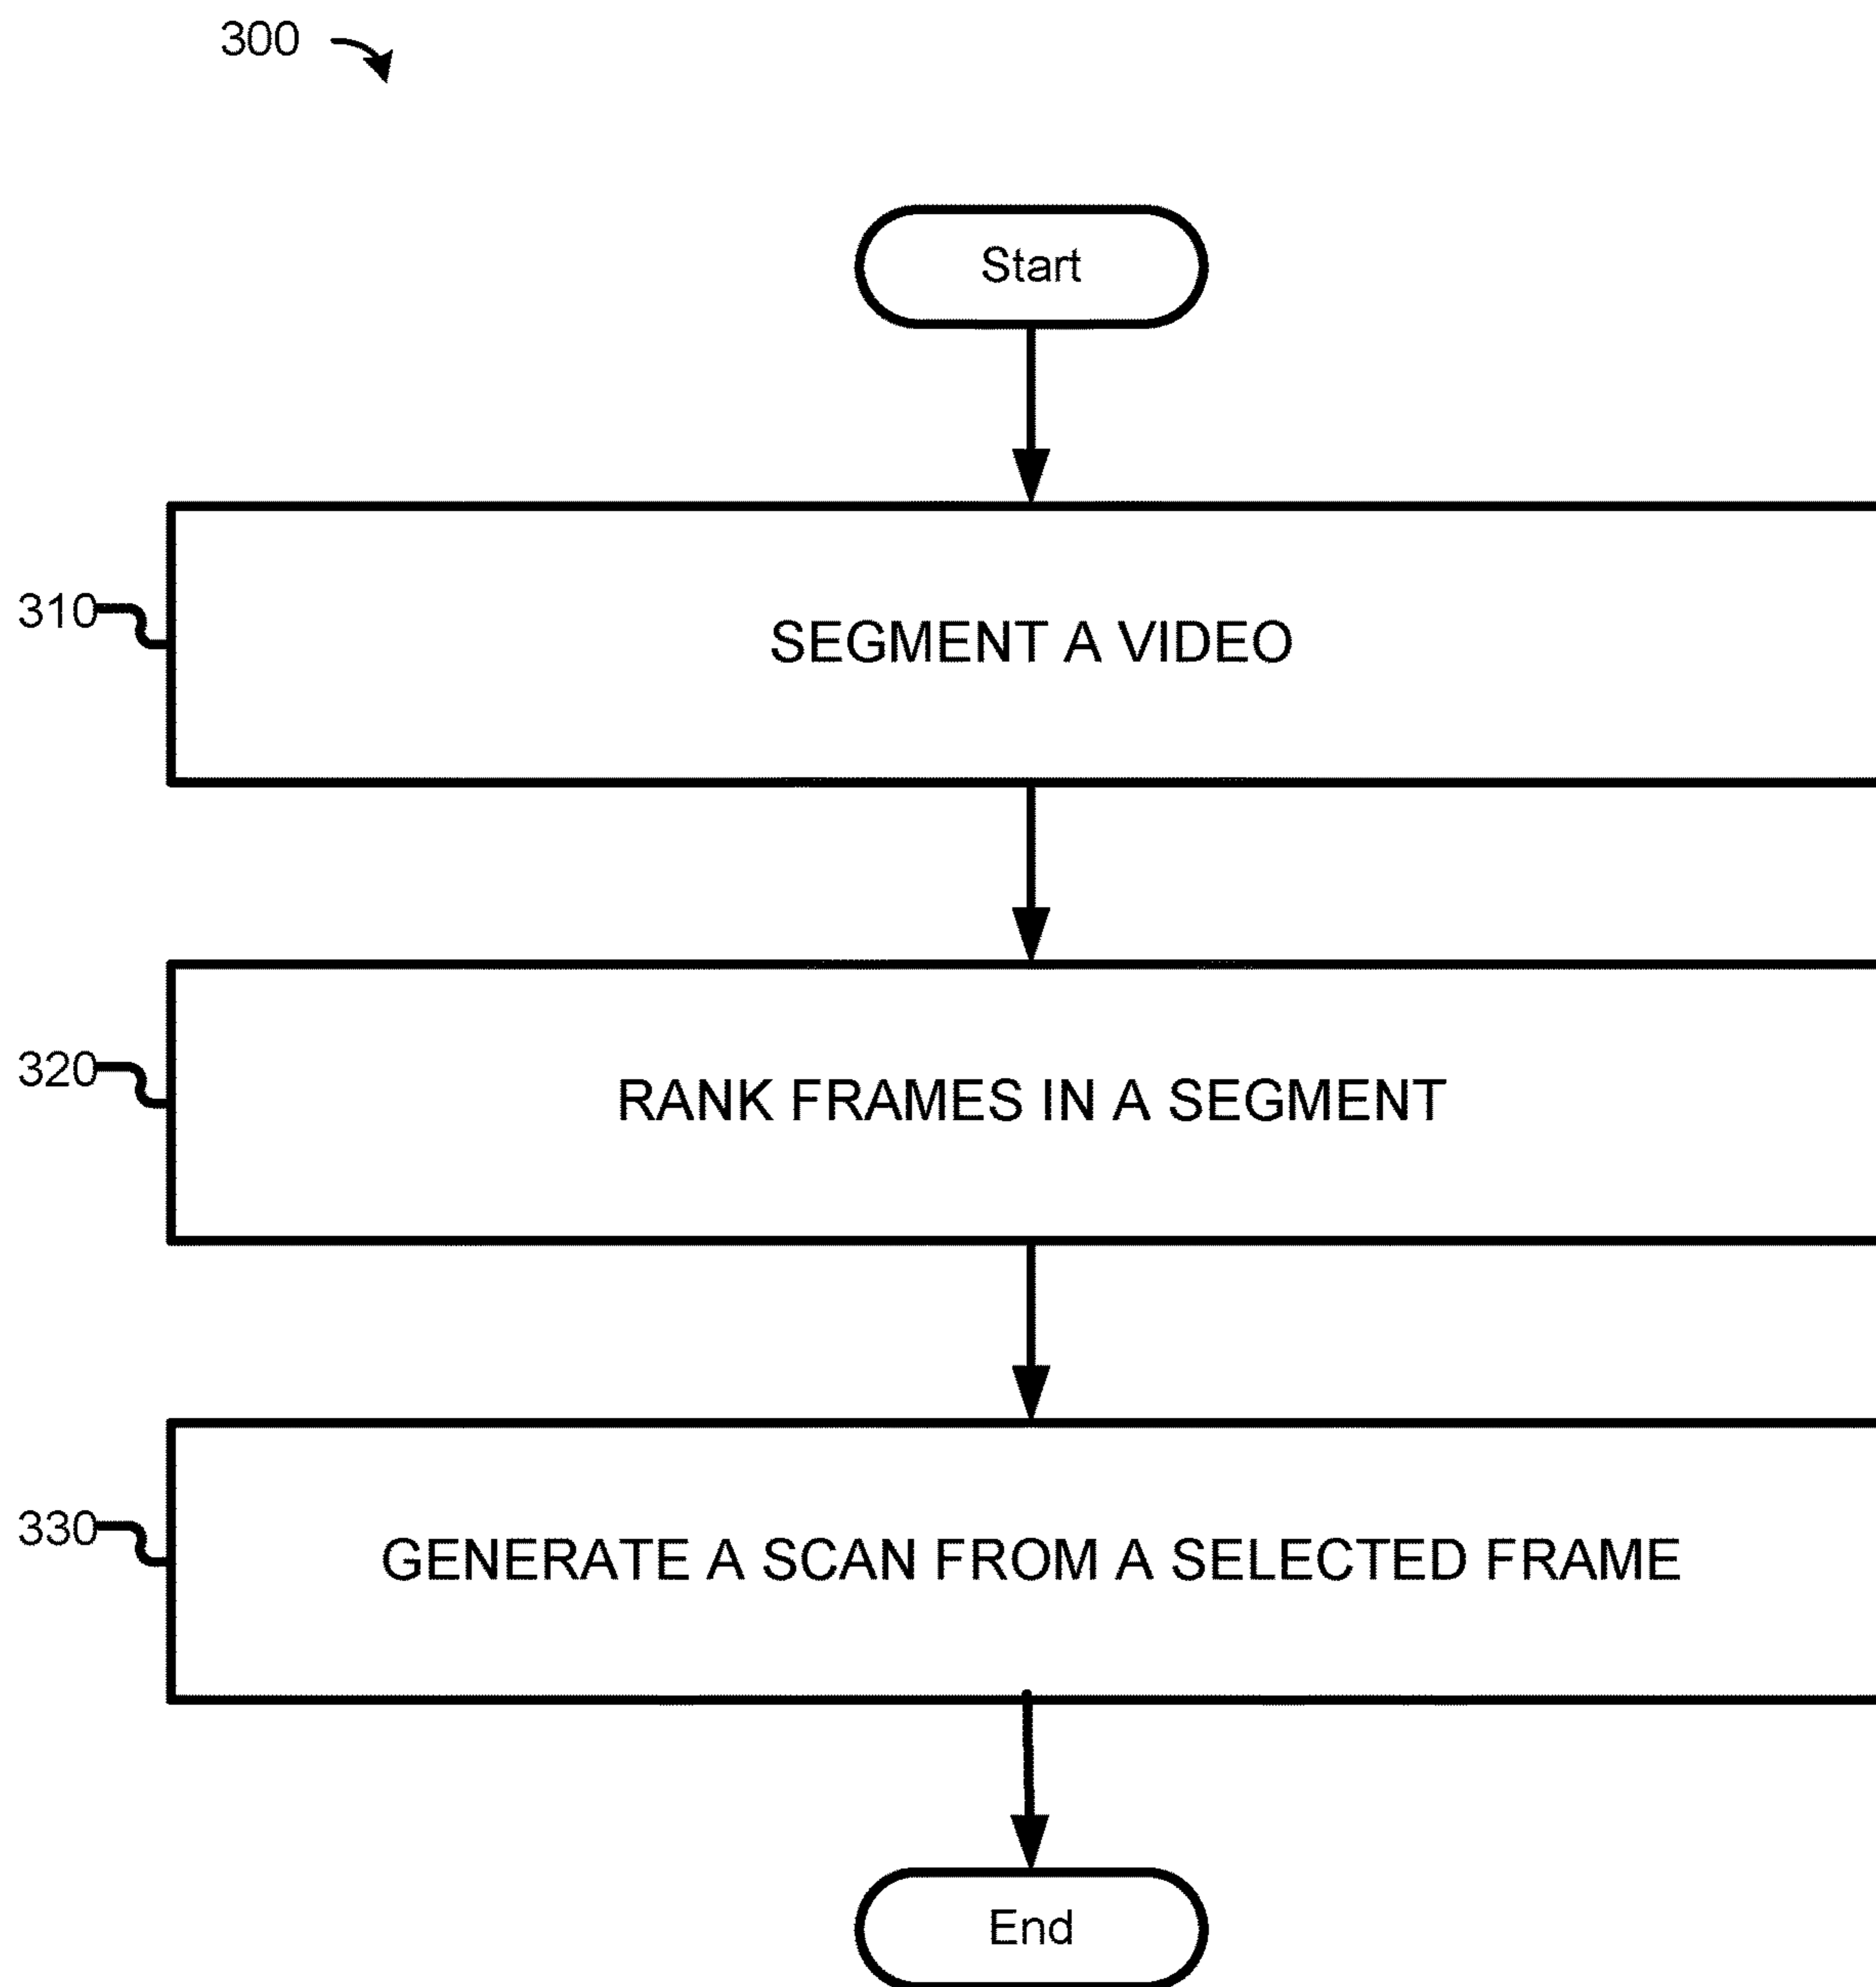 300
Start
310
SEGMENT A VIDEO
320
RANK FRAMES IN A SEGMENT
330
GENERATE A SCAN FROM A SELECTED FRAME
End